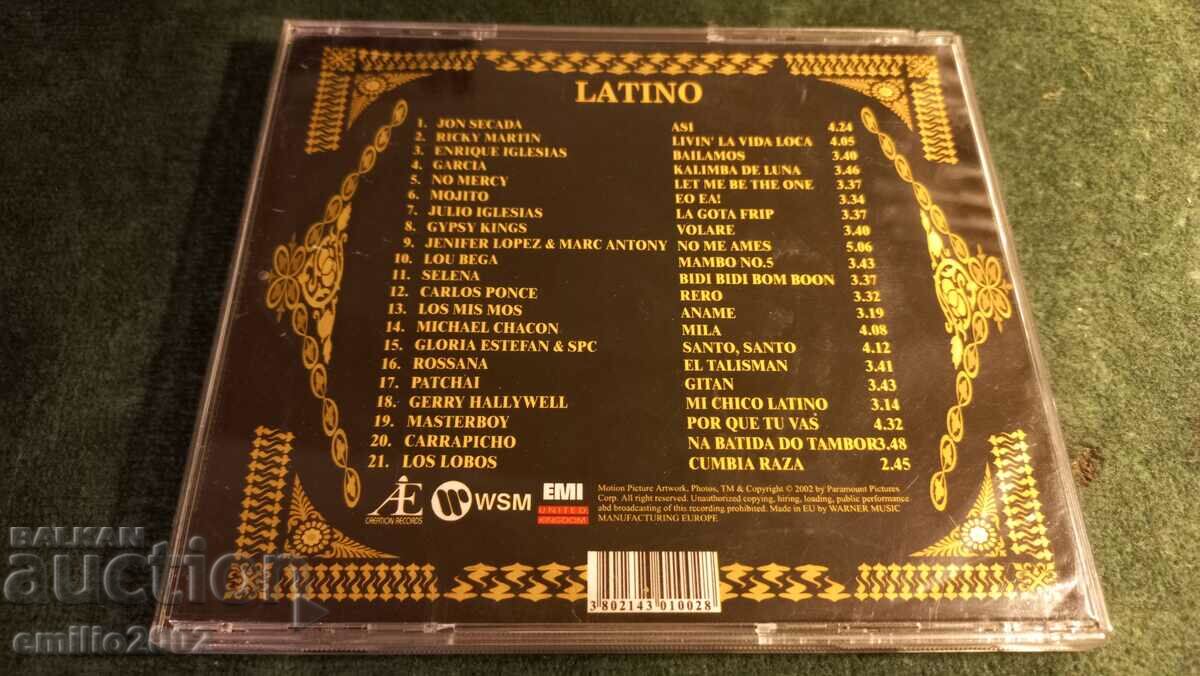 LATINO
1. JON SECADA ASI 4.24
2. RICKY MARTIN LIVIN' LA VIDA LOCA 4.05
3. ENRIQUE IGLESIAS BAILAMOS 3.40
4. GARCIA KALIMBA DE LUNA 3.46
5. NO MERCY LET ME BE THE ONE 3.37
6. MOJITO EO EA! 3.34
7. JULIO IGLESIAS LA GOTA FRIP 3.37
8. GYPSY KINGS VOLARE 3.40
9. JENIFER LOPEZ & MARC ANTONY NO ME AMES 5.06
10. LOU BEGA MAMBO NO.5 3.43
11. SELENA BIDI BIDI BOM BOON 3.37
12. CARLOS PONCE RERO 3.32
13. LOS MIS MOS ANAME 3.19
14. MICHAEL CHACON MILA 4.08
15. GLORIA ESTEFAN & SPC SANTO, SANTO 4.12
16. ROSSANA EL TALISMAN 3.41
17. PATCHAI GITAN 3.43
18. GERRY HALLYWELL MI CHICO LATINO 3.14
19. MASTERBOY POR QUE TU VAS 4.32
20. CARRAPICHO NA BATIDA DO TAMBOR 3.48
21. LOS LOBOS CUMBIA RAZA 2.45
Motion Picture Artwork, Photos, TM & Copyright © 2002 by Paramount Pictures
Corp. All right reserved. Unauthorized copying, hiring, loading, public performance
abd broadcasting of this recording prohibited. Made in EU by WARNER MUSIC
MANUFACTURING EUROPE
Æ
CREATION RECORDS
WSM
EMI
UNITED
KINGDOM
3 802143 010028
BALKAN
auction
emilio2002